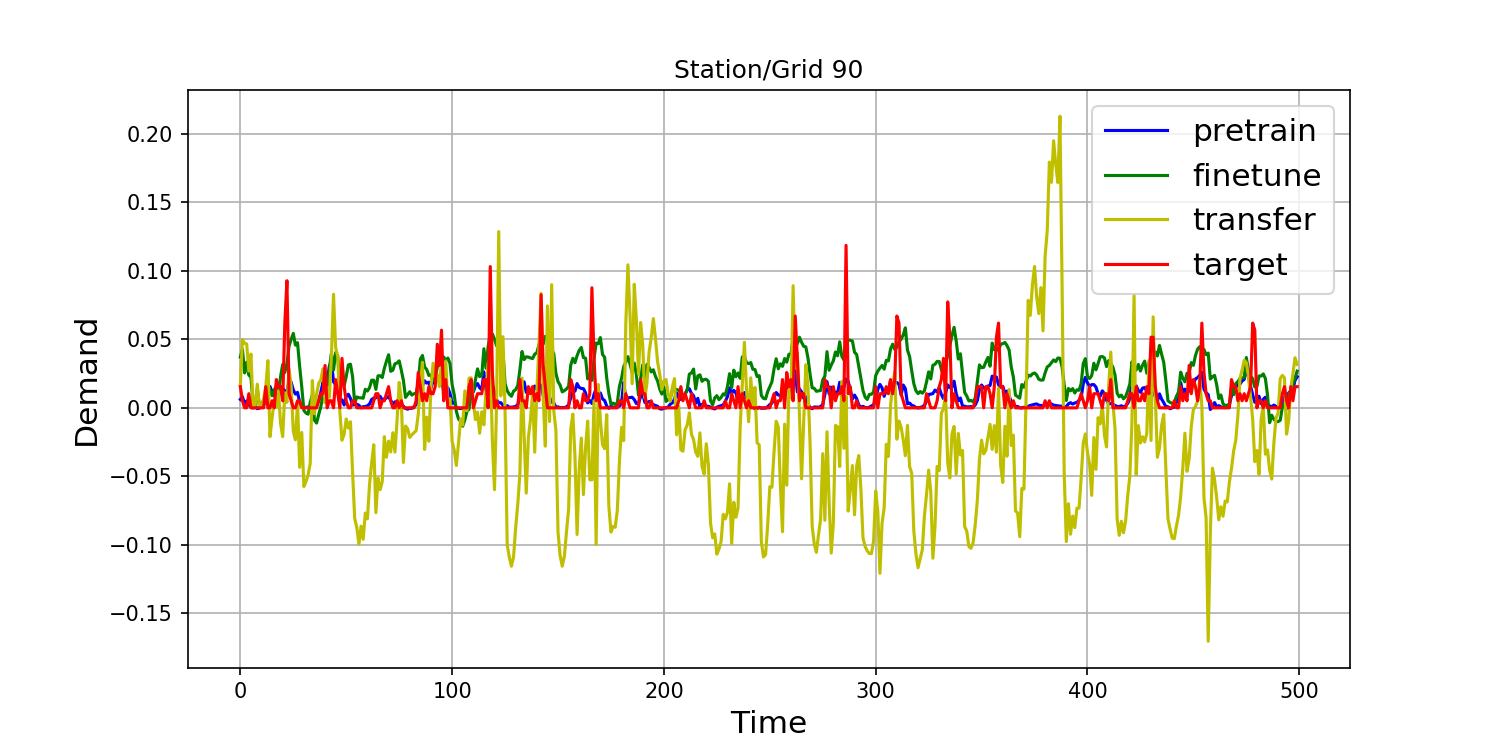 Station/Grid 90
Demand
0.20
0.15
0.10
0.05
0.00
−0.05
−0.10
−0.15
pretrain
finetune
transfer
target
0 100 200 300 400 500
Time